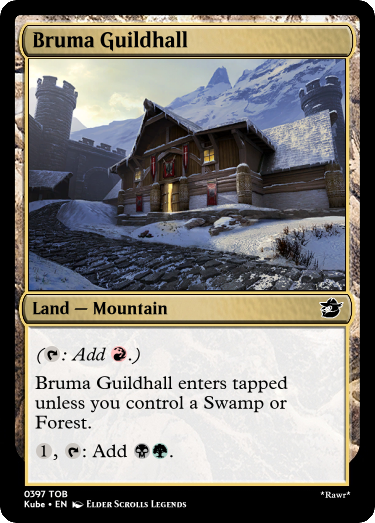 Bruma Guildhall
Land — Mountain
(T: Add R.)
Bruma Guildhall enters tapped
unless you control a Swamp or
Forest.
1, T: Add BG.
0397 TOB
Kube • EN Elder Scrolls Legends
*Rawr*